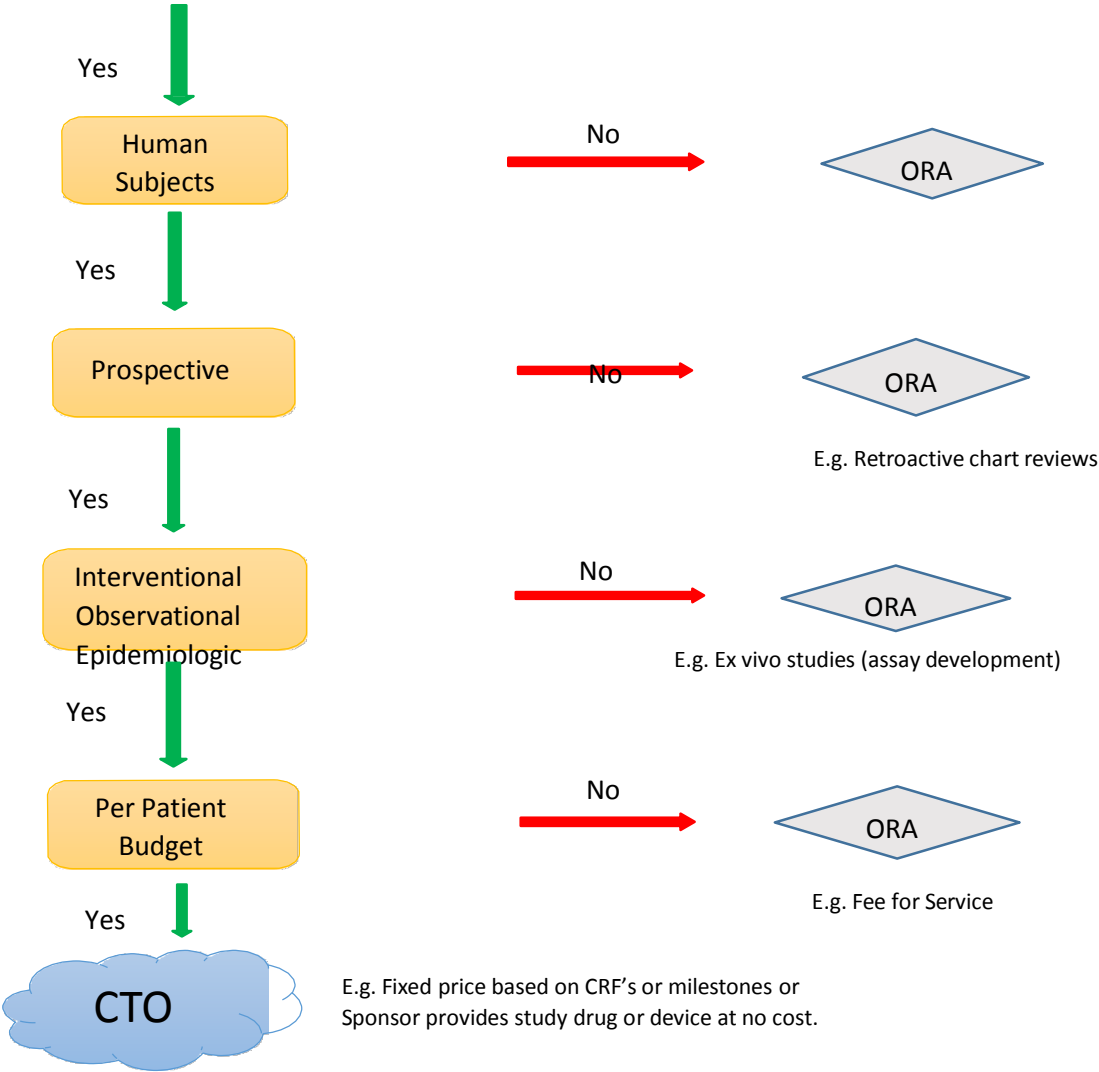 Yes
Human
Subjects
No
ORA
Yes
Prospective
No
ORA
E.g. Retroactive chart reviews
Yes
Interventional
Observational
Epidemiologic
No
ORA
E.g. Ex vivo studies (assay development)
Yes
Per Patient
Budget
No
ORA
E.g. Fee for Service
Yes
CTO
E.g. Fixed price based on CRF's or milestones or
Sponsor provides study drug or device at no cost.